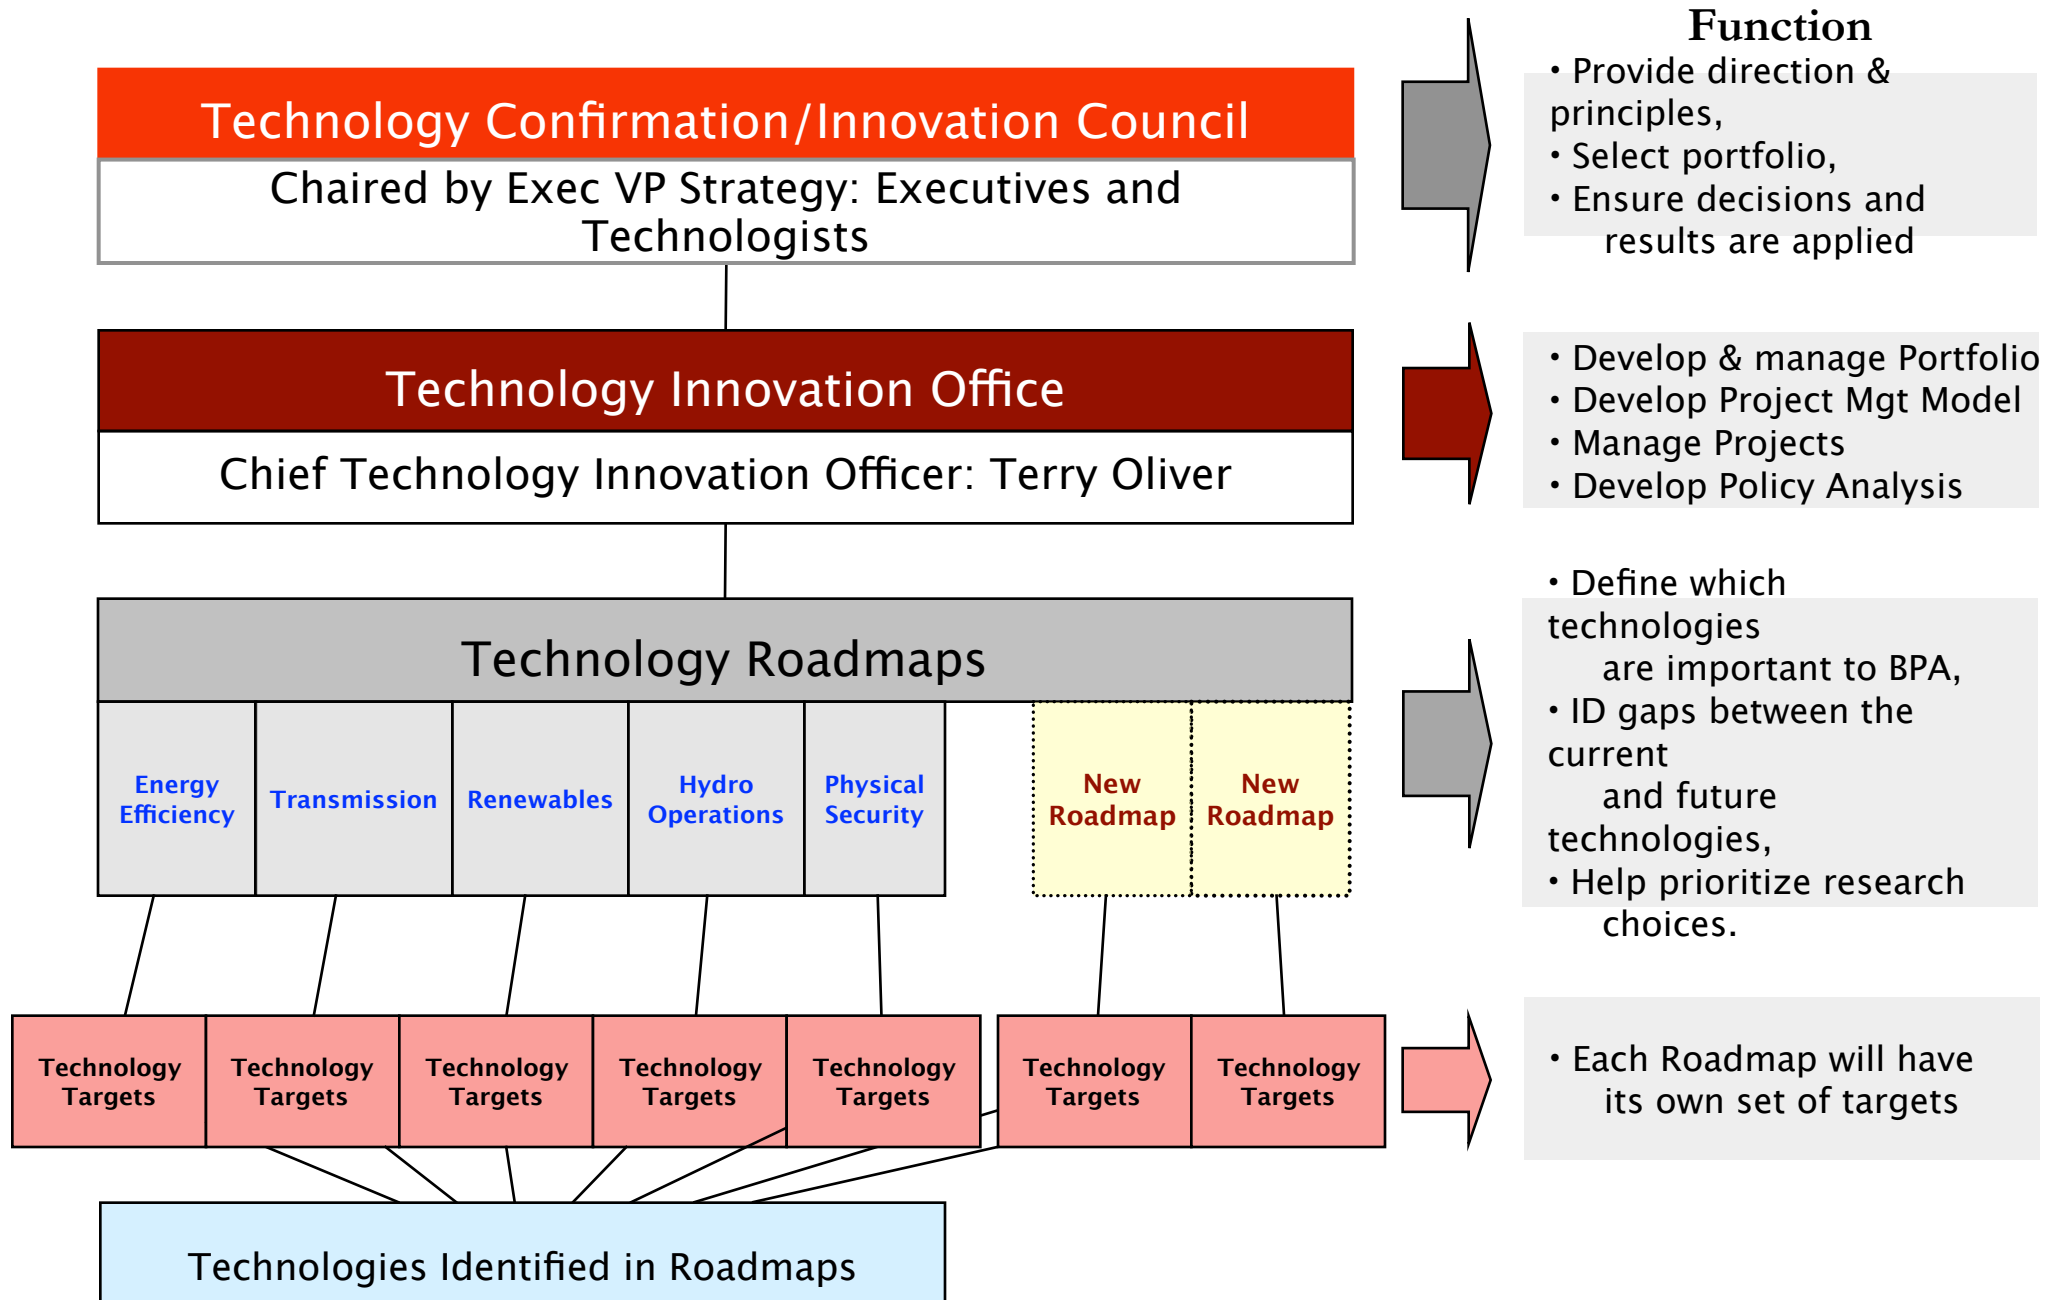 Function
Technology Confirmation/Innovation Council
Chaired by Exec VP Strategy: Executives and
Technologists
• Provide direction &
principles,
• Select portfolio,
• Ensure decisions and
results are applied
Technology Innovation Office
Chief Technology Innovation Officer: Terry Oliver
• Develop & manage Portfolio
• Develop Project Mgt Model
• Manage Projects
• Develop Policy Analysis
Technology Roadmaps
Energy
Efficiency
Transmission
Renewables
Hydro
Operations
Physical
Security
New
Roadmap
New
Roadmap
• Define which
technologies
are important to BPA,
• ID gaps between the
current
and future
technologies,
• Help prioritize research
choices.
Technology
Targets
Technology
Targets
Technology
Targets
Technology
Targets
Technology
Targets
Technology
Targets
Technology
Targets
• Each Roadmap will have
its own set of targets
Technologies Identified in Roadmaps